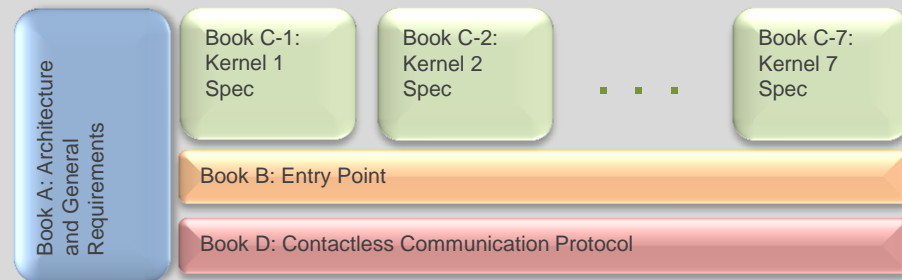 Book A: Architecture
and General
Requirements
Book C-1:
Kernel 1
Spec
Book C-2:
Kernel 2
Spec
. . .
Book C-7:
Kernel 7
Spec
Book B: Entry Point
Book D: Contactless Communication Protocol